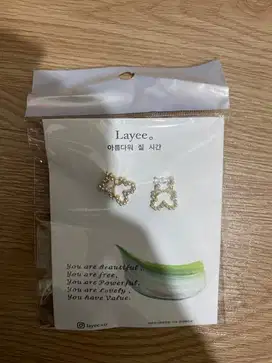 Layee。
아름다워 질 시간
You are Beautiful.
You are free,
You are Powerful.
You are Lovely.
You have Value.